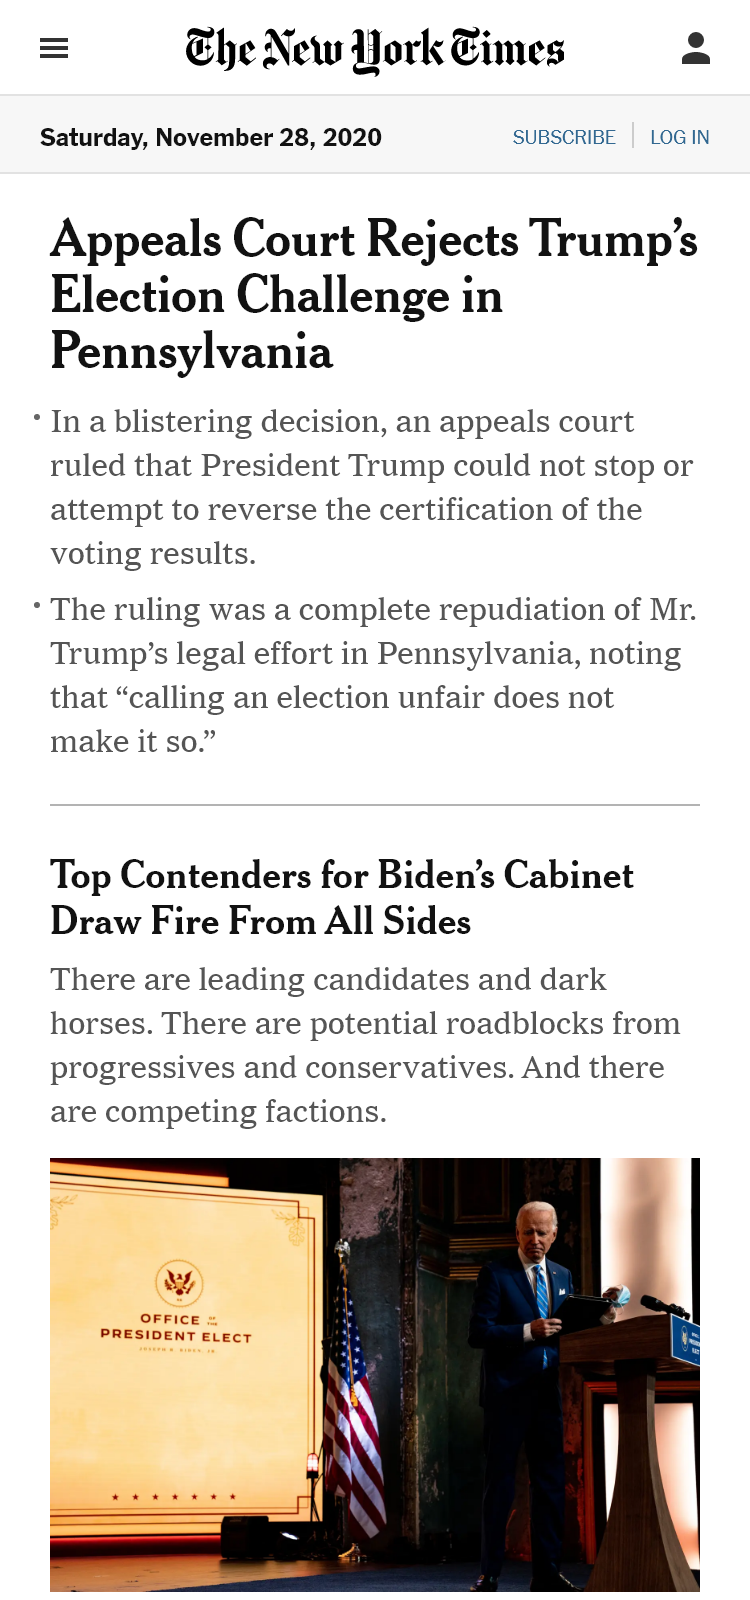 The New York Times
Saturday, November 28, 2020
SUBSCRIBE LOG IN
Appeals Court Rejects Trump’s
Election Challenge in
Pennsylvania
• In a blistering decision, an appeals court
ruled that President Trump could not stop or
attempt to reverse the certification of the
voting results.
• The ruling was a complete repudiation of Mr.
Trump’s legal effort in Pennsylvania, noting
that “calling an election unfair does not
make it so.”
Top Contenders for Biden’s Cabinet
Draw Fire From All Sides
There are leading candidates and dark
horses. There are potential roadblocks from
progressives and conservatives. And there
are competing factions.
OFFICE OF THE
PRESIDENT ELECT
JOSEPH R. BIDEN, JR